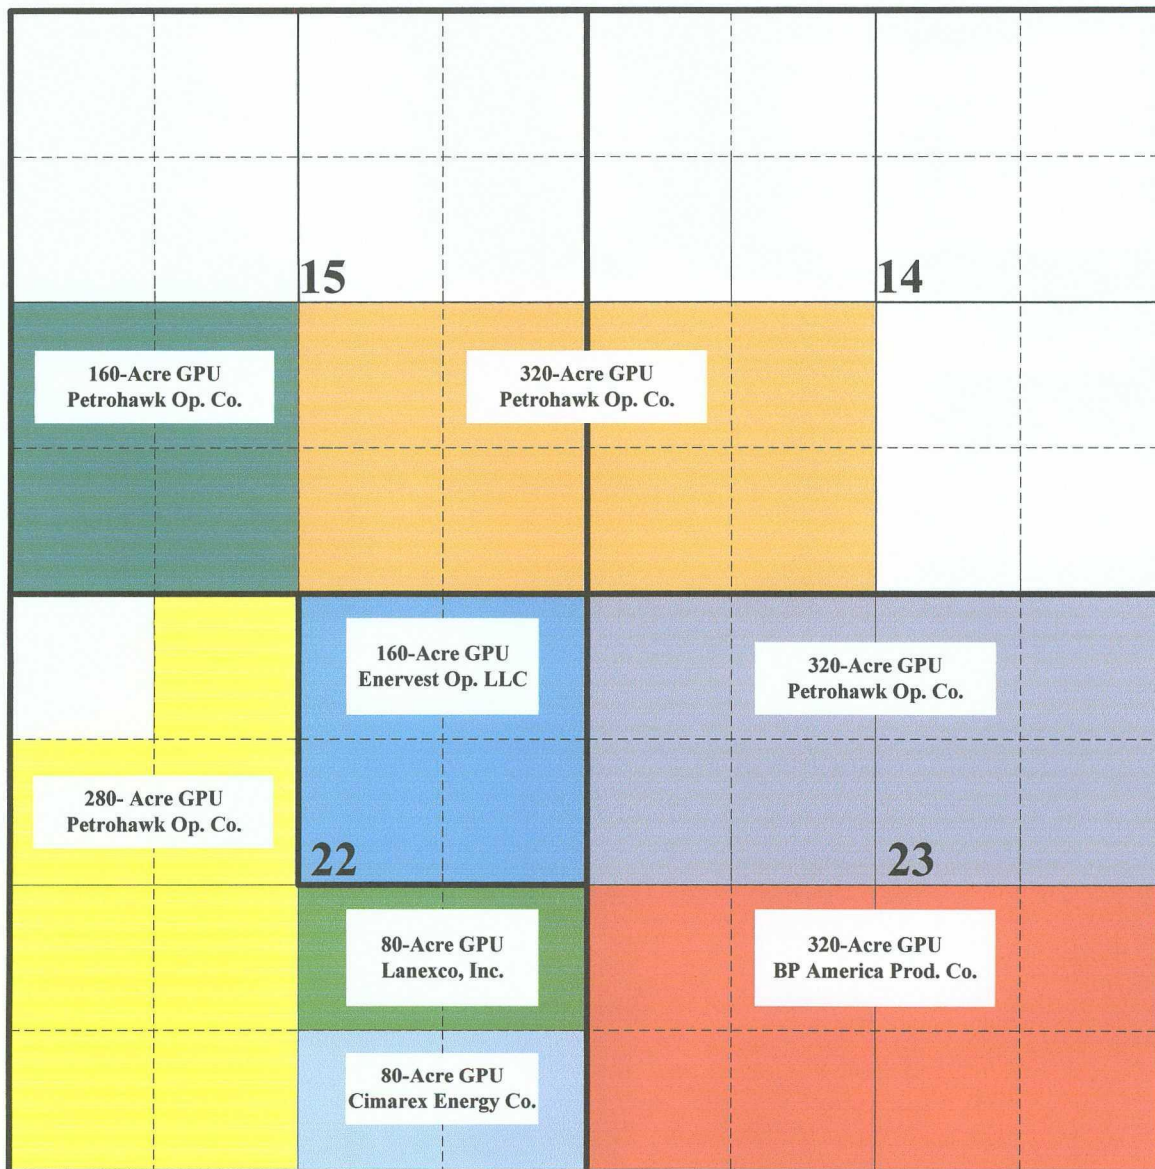 15
14
160-Acre GPU
Petrohawk Op. Co.
320-Acre GPU
Petrohawk Op. Co.
160-Acre GPU
Enervest Op. LLC
320-Acre GPU
Petrohawk Op. Co.
280- Acre GPU
Petrohawk Op. Co.
22
23
80-Acre GPU
Lanexco, Inc.
320-Acre GPU
BP America Prod. Co.
80-Acre GPU
Cimarex Energy Co.